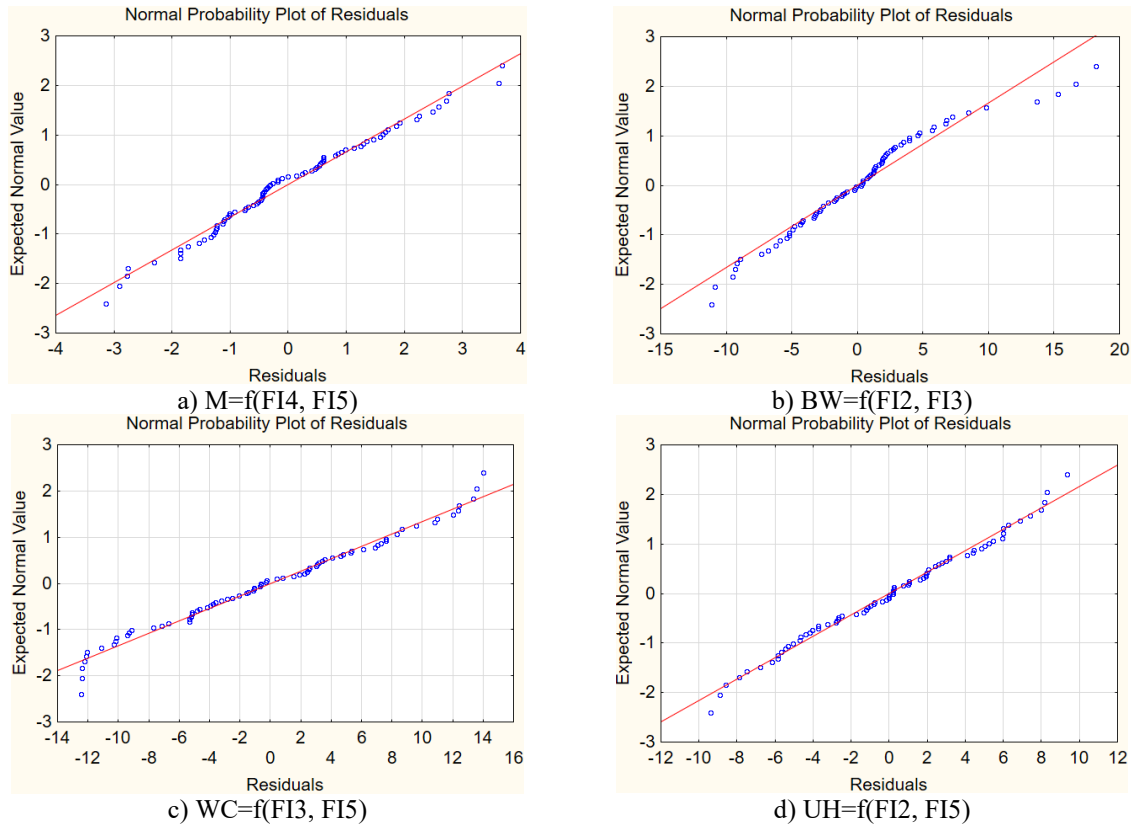 Normal Probability Plot of Residuals
3
2
1
0
-1
-2
-3
Expected Normal Value
-4 -3 -2 -1 0 1 2 3 4
Residuals
a) M=f(FI4, FI5)
Normal Probability Plot of Residuals
3
2
1
0
-1
-2
-3
Expected Normal Value
-15 -10 -5 0 5 10 15 20
Residuals
b) BW=f(FI2, FI3)
Normal Probability Plot of Residuals
3
2
1
0
-1
-2
-3
Expected Normal Value
-14 -10 -6 -2 2 6 10 14
-12 -8 -4 0 4 8 12 16
Residuals
c) WC=f(FI3, FI5)
Normal Probability Plot of Residuals
3
2
1
0
-1
-2
-3
Expected Normal Value
-12 -10 -8 -6 -4 -2 0 2 4 6 8 10 12
Residuals
d) UH=f(FI2, FI5)